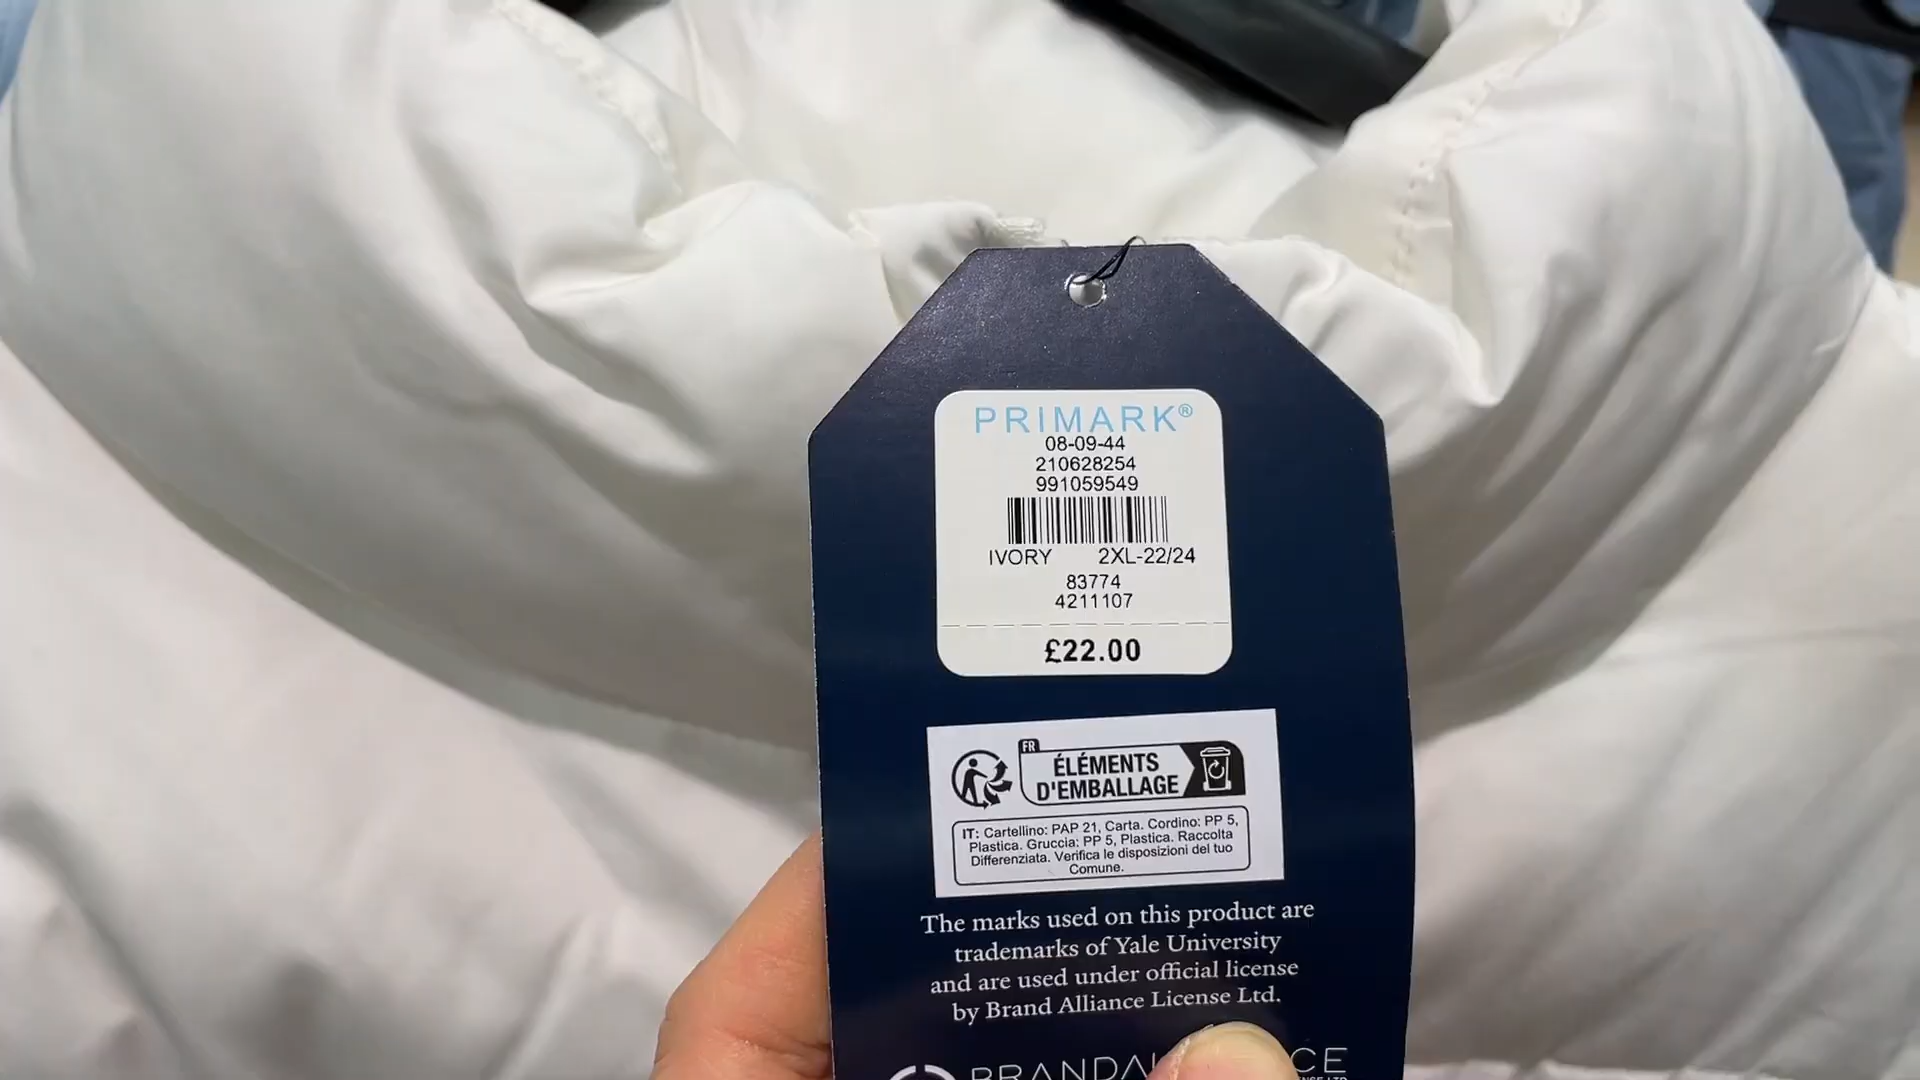 PRIMARK®
08-09-44
210628254
991059549
IVORY 2XL-22/24
83774
4211107
£22.00
FR
ÉLÉMENTS
D'EMBALLAGE
IT: Cartellino: PAP 21, Carta. Cordino: PP 5,
Plastica. Gruccia: PP 5, Plastica. Raccolta
Differenziata. Verifica le disposizioni del tuo
Comune.
The marks used on this product are
trademarks of Yale University
and are used under official license
by Brand Alliance License Ltd.